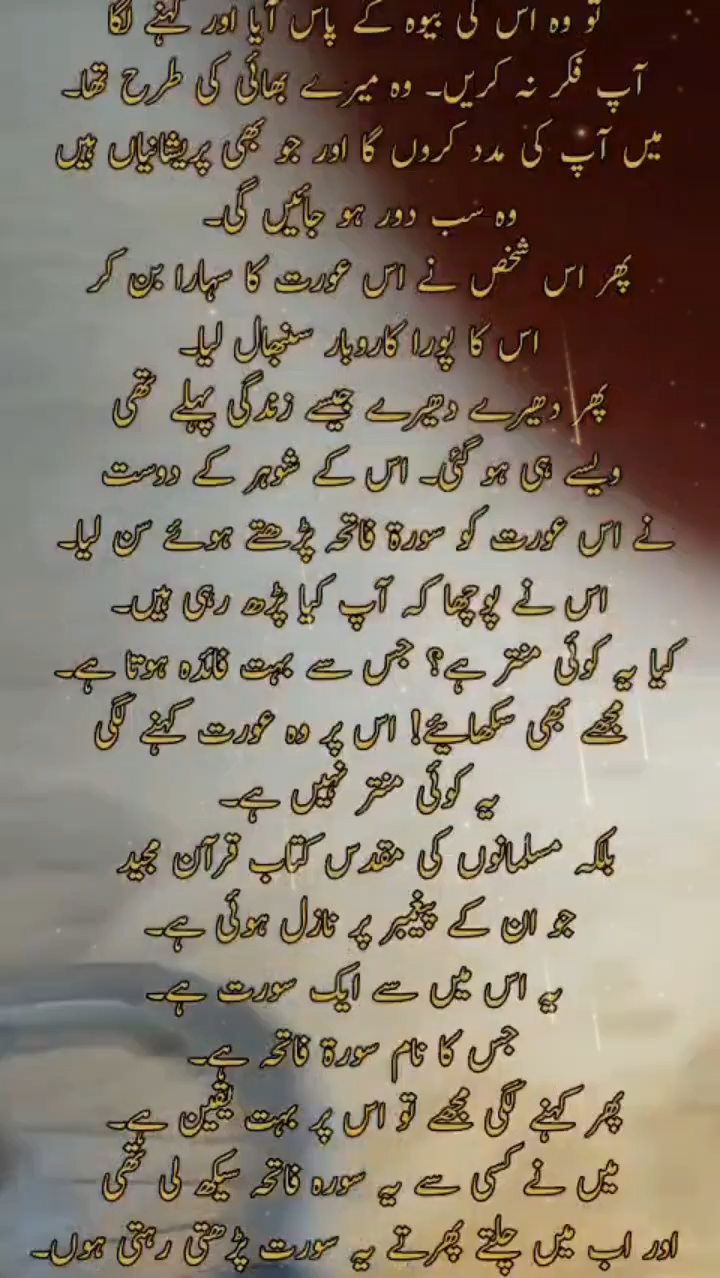 تو وہ اس کی بیوہ کے پاس آیا اور کہنے لگا
آپ فکر نہ کریں۔ وہ میرے بھائی کی طرح تھا۔
میں آپ کی مدد کروں گا اور جو بھی پریشانیاں ہیں
وہ سب دور ہو جائیں گی۔
پھر اس شخص نے اس عورت کا سہارا بن کر
اس کا پورا کاروبار سنبھال لیا۔
پھر دھیرے دھیرے جیسے زندگی پہلے تھی
ویسے ہی ہو گئی۔ اس کے شوہر کے دوست
نے اس عورت کو سورۃ فاتحہ پڑھتے ہوئے سن لیا۔
اس نے پوچھا کہ آپ کیا پڑھ رہی ہیں۔
کیا یہ کوئی منتر ہے؟ جس سے بہت فائدہ ہوتا ہے۔
مجھے بھی سکھائیے! اس پر وہ عورت کہنے لگی
یہ کوئی منتر نہیں ہے۔
بلکہ مسلمانوں کی مقدس کتاب قرآن مجید
جو ان کے پیغمبر پر نازل ہوئی ہے۔
یہ اس میں سے ایک سورت ہے۔
جس کا نام سورۃ فاتحہ ہے۔
پھر کہنے لگی مجھے تو اس پر بہت یقین ہے۔
میں نے کسی سے یہ سورہ فاتحہ سیکھ لی تھی
اور اب میں چلتے پھرتے یہ سورت پڑھتی رہتی ہوں۔